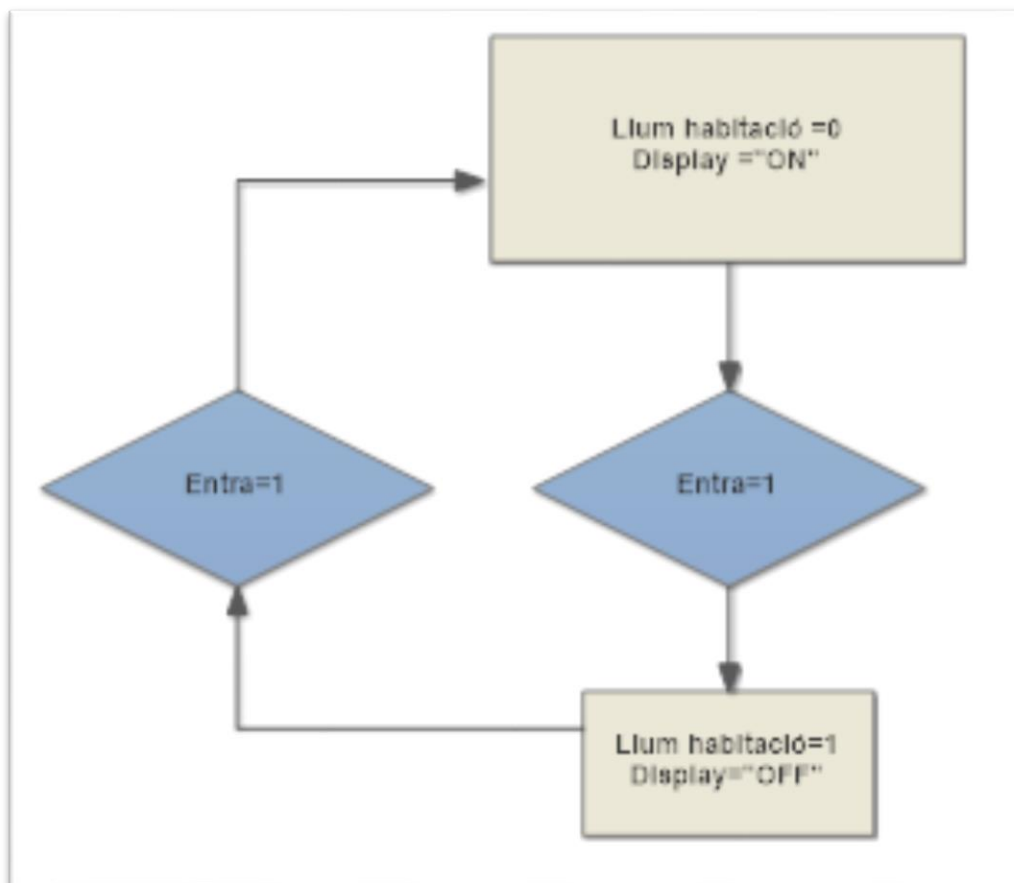 Llum habitació =0
Display ="ON"
Entra=1
Entra=1
Llum habitació=1
Display="OFF"